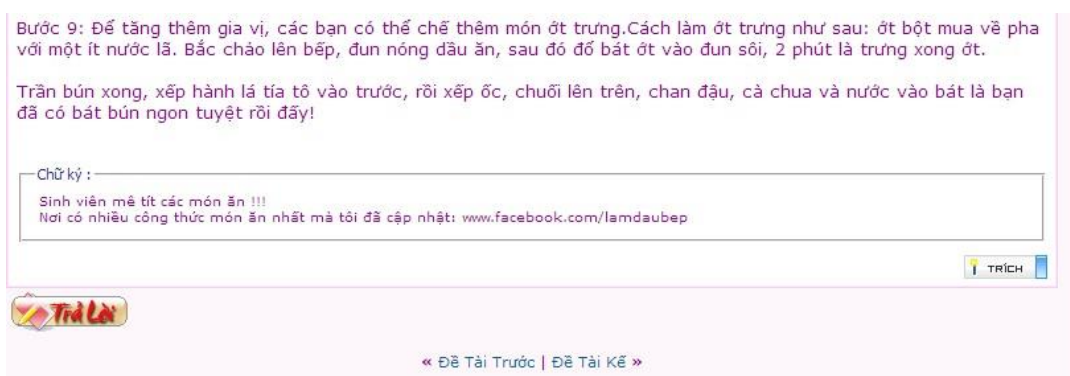 Bước 9: Để tăng thêm gia vị, các bạn có thể chế thêm món ớt trưng.Cách làm ớt trưng như sau: ớt bột mua về pha
với một ít nước lã. Bắc chảo lên bếp, đun nóng dầu ăn, sau đó đổ bát ớt vào đun sôi, 2 phút là trưng xong ớt.
Trần bún xong, xếp hành lá tía tô vào trước, rồi xếp ốc, chuối lên trên, chan đậu, cà chua và nước vào bát là bạn
đã có bát bún ngon tuyệt rồi đấy!
Chữ ký :
Sinh viên mê tít các món ăn !!!
Nơi có nhiều công thức món ăn nhất mà tôi đã cập nhật: www.facebook.com/lamdaubep
TRÍCH
Trả Lời
« Đề Tài Trước | Đề Tài Kế »